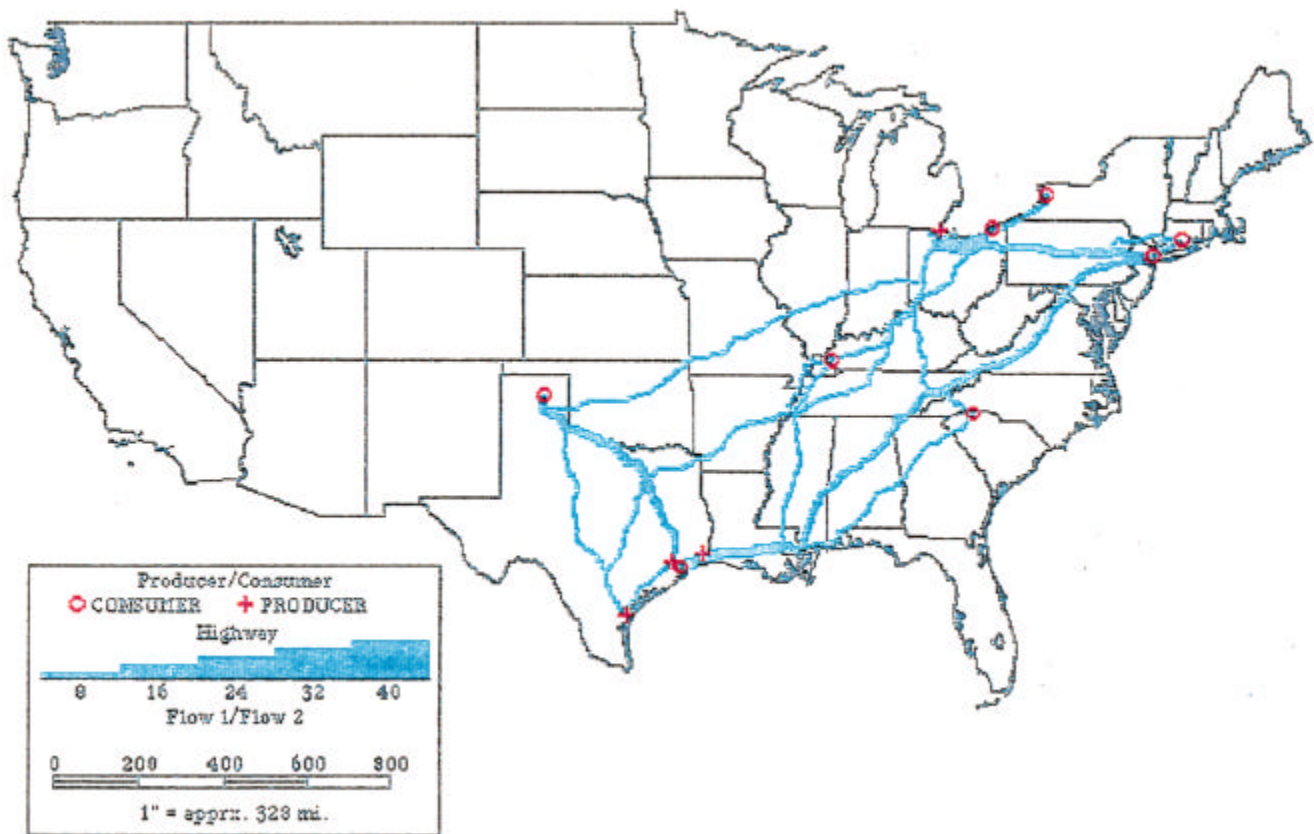 Producer/Consumer
CONSUMER PRODUCER
Highway
8 16 24 32 40
Flow 1/Flow 2
0 200 400 600 800
1" = apprx. 328 mi.